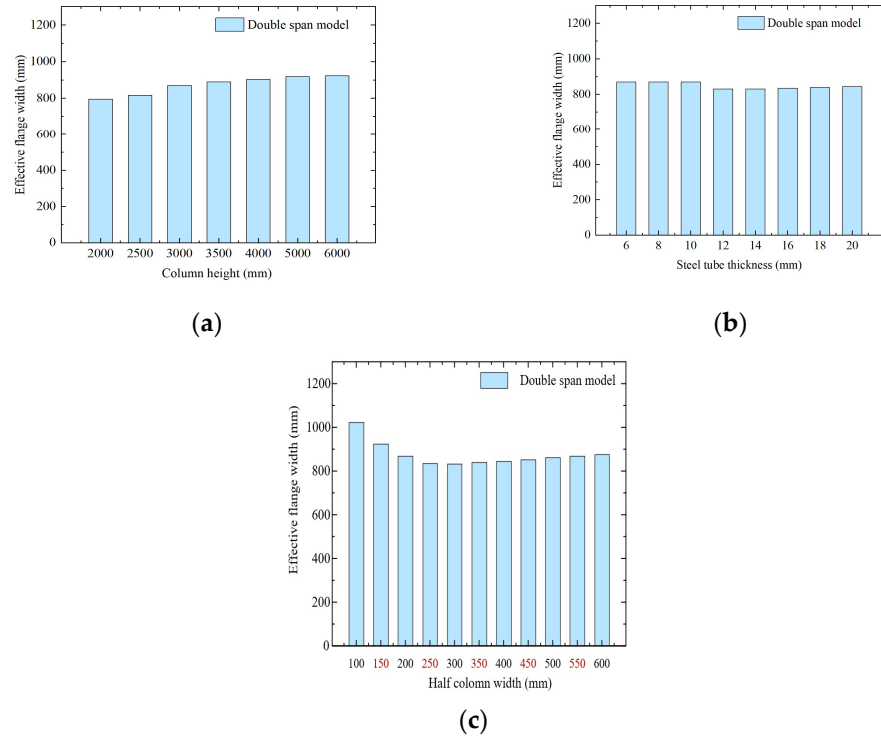 1200
1000
800
600
400
200
0
Effective flange width (mm)
Double span model
2000 2500 3000 3500 4000 5000 6000
Column height (mm)
(a)
1200
1000
800
600
400
200
0
Effective flange width (mm)
Double span model
6 8 10 12 14 16 18 20
Steel tube thickness (mm)
(b)
1200
1000
800
600
400
200
0
Effective flange width (mm)
Double span model
100 150 200 250 300 350 400 450 500 550 600
Half colomn width (mm)
(c)